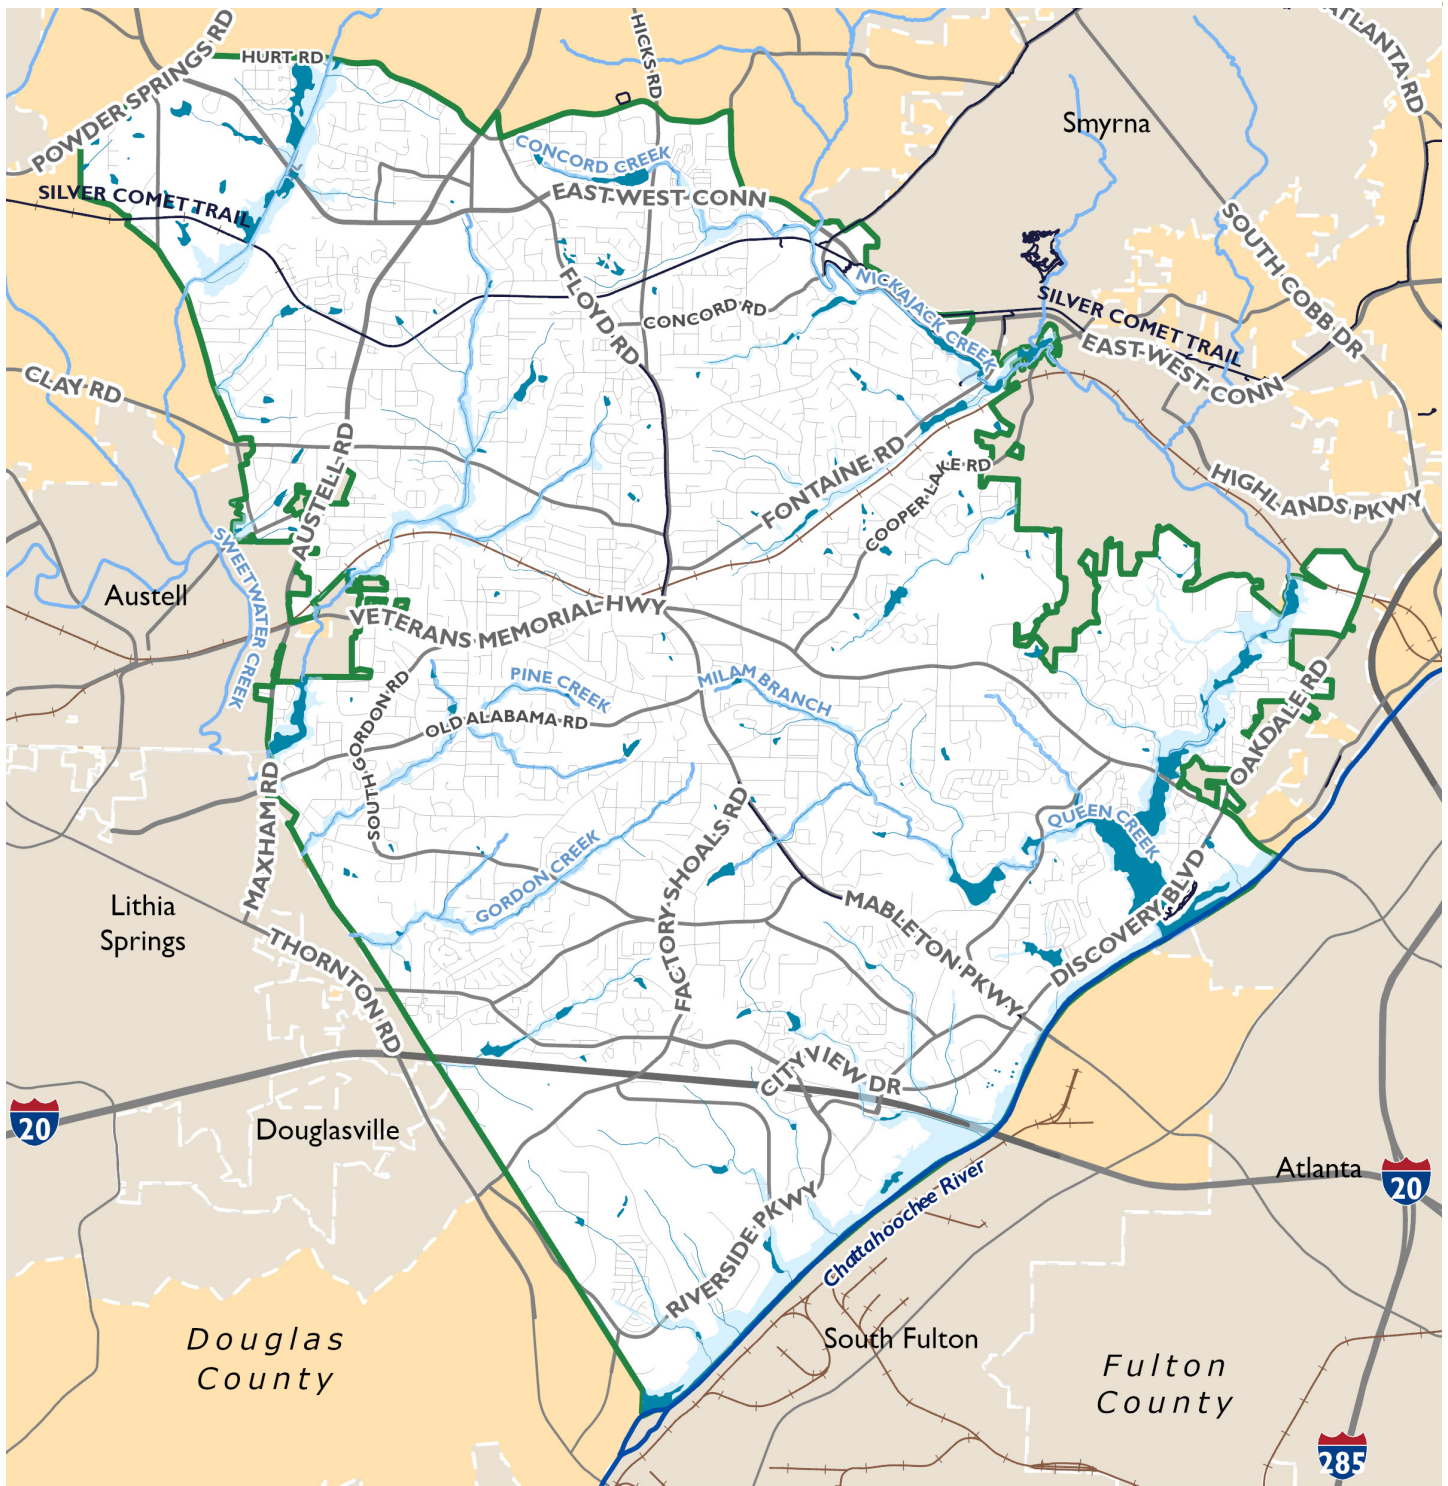 HURT RD
POWDER SPRINGS RD
HICKS RD
ATLANTA RD
Smyrna
CONCORD CREEK
EAST-WEST CONN
SILVER COMET TRAIL
SOUTH COBB DR
FLOYD RD
CONCORD RD
NICKAJACK CREEK
SILVER COMET TRAIL
EAST-WEST CONN
CLAY RD
AUSTELL RD
FONTAINE RD
COOPER LAKE RD
HIGHLANDS PKWY
SWEETWATER CREEK
Austell
VETERANS MEMORIAL HWY
PINE CREEK
MILAM BRANCH
SOUTH GORDON RD
OLD ALABAMA RD
OAKDALE RD
MAXHAM RD
QUEEN CREEK
FACTORY SHOALS RD
GORDON CREEK
Lithia
Springs
MABLETON PKWY
DISCOVERY BLVD
THORNTON RD
CITY VIEW DR
20
Douglasville
Atlanta
20
RIVERSIDE PKWY
Chattahoochee River
South Fulton
Douglas
County
Fulton
County
285